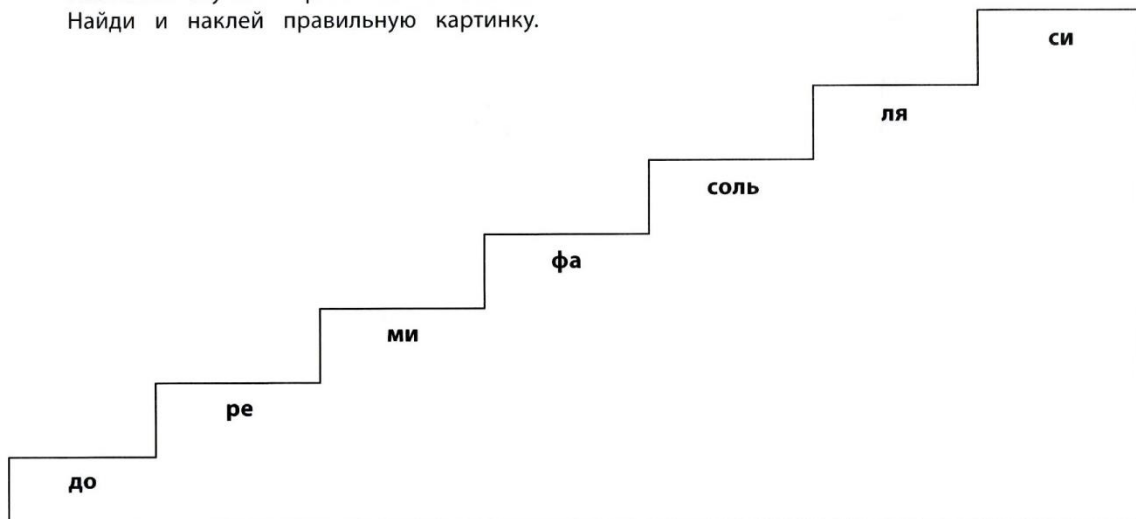 Найди и наклей правильную картинку.
си
ля
соль
фа
ми
ре
до